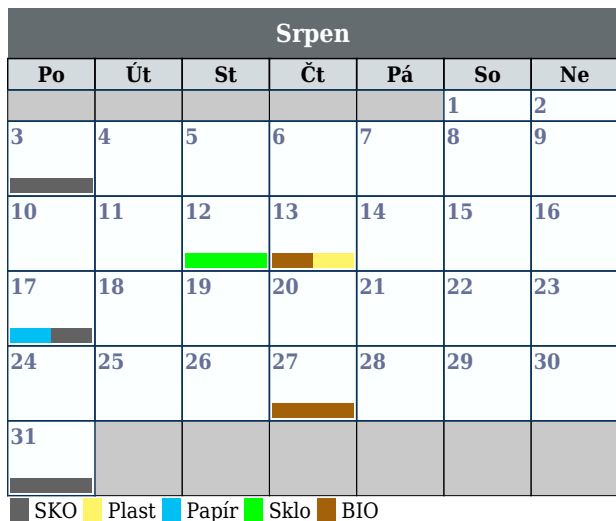 Srpen
Po Út St Čt Pá So Ne
1 2
3 4 5 6 7 8 9
10 11 12 13 14 15 16
17 18 19 20 21 22 23
24 25 26 27 28 29 30
31
SKO Plast Papír Sklo BIO